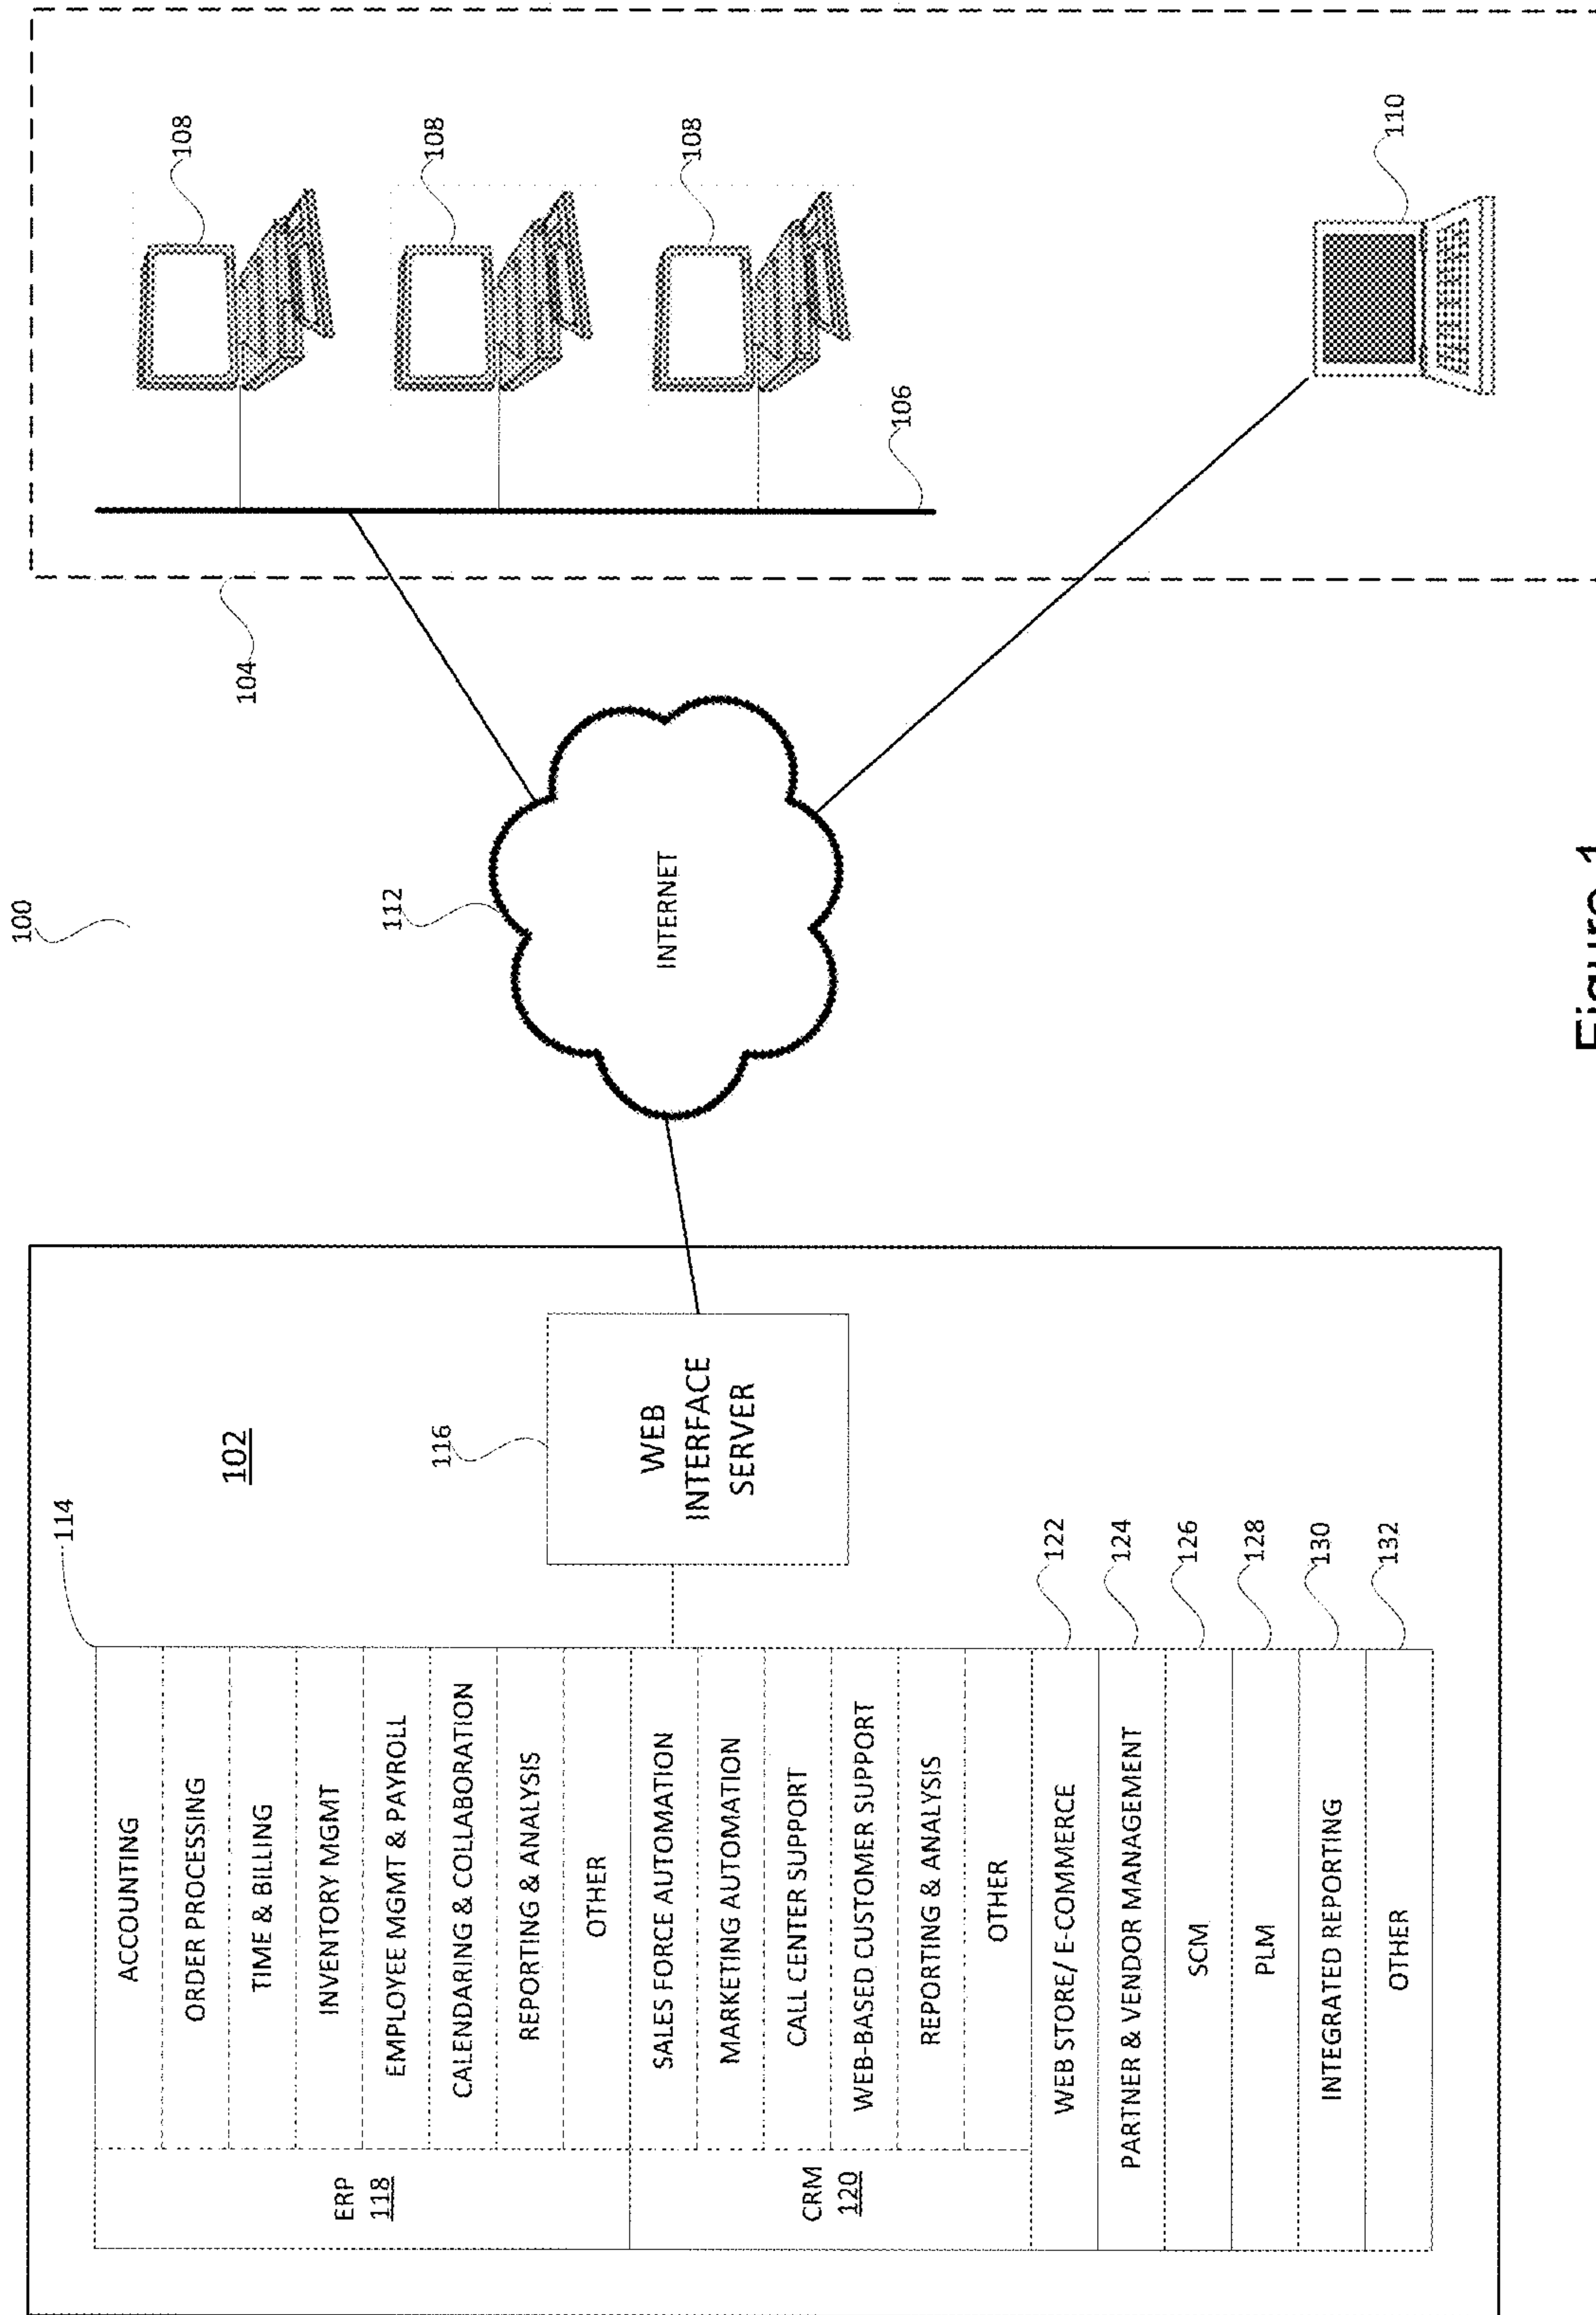 100
102
114
ACCOUNTING
ORDER PROCESSING
TIME & BILLING
INVENTORY MGMT
EMPLOYEE MGMT & PAYROLL
CALENDARING & COLLABORATION
REPORTING & ANALYSIS
OTHER
ERP
118
SALES FORCE AUTOMATION
MARKETING AUTOMATION
CALL CENTER SUPPORT
WEB-BASED CUSTOMER SUPPORT
REPORTING & ANALYSIS
OTHER
CRM
120
WEB STORE/ E-COMMERCE
122
PARTNER & VENDOR MANAGEMENT
124
SCM
126
PLM
128
INTEGRATED REPORTING
130
OTHER
132
116
WEB
INTERFACE
SERVER
112
INTERNET
104
106
108
108
108
110
Figure 1